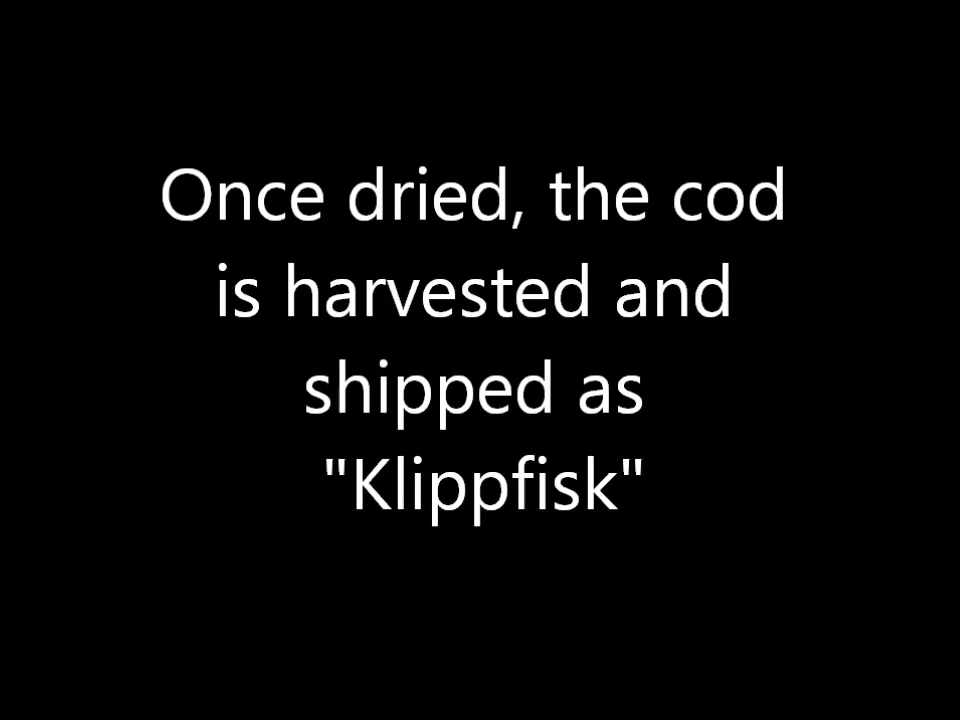 Once dried, the cod
is harvested and
shipped as
"Klippfisk"